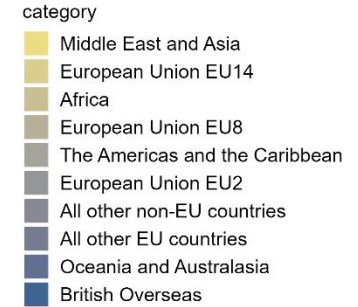 category
Middle East and Asia
European Union EU14
Africa
European Union EU8
The Americas and the Caribbean
European Union EU2
All other non-EU countries
All other EU countries
Oceania and Australasia
British Overseas